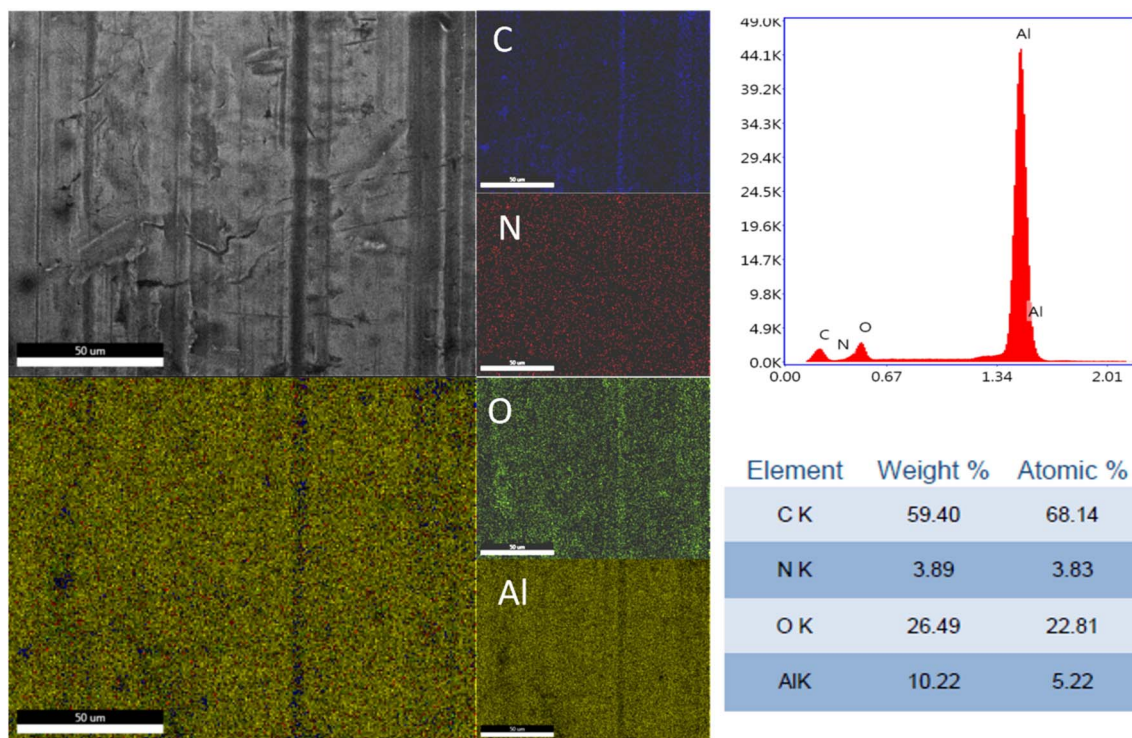 50 um
C
50 um
N
50 um
50 um
O
50 um
Al
50 um
49.0K
44.1K
39.2K
34.3K
29.4K
24.5K
19.6K
14.7K
9.8K
4.9K
0.0K
Al
Al
C
N
O
0.00 0.67 1.34 2.01
Element Weight % Atomic %
C K 59.40 68.14
N K 3.89 3.83
O K 26.49 22.81
AlK 10.22 5.22